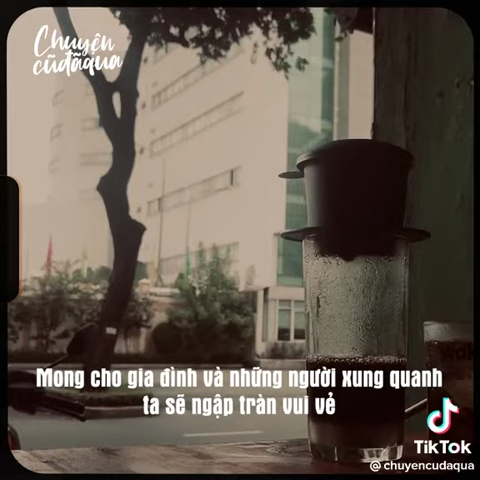 Chuyện
cũđãqua
Mong cho gia đình và những người xung quanh
ta sẽ ngập tràn vui vẻ
TikTok
@chuyencudaqua